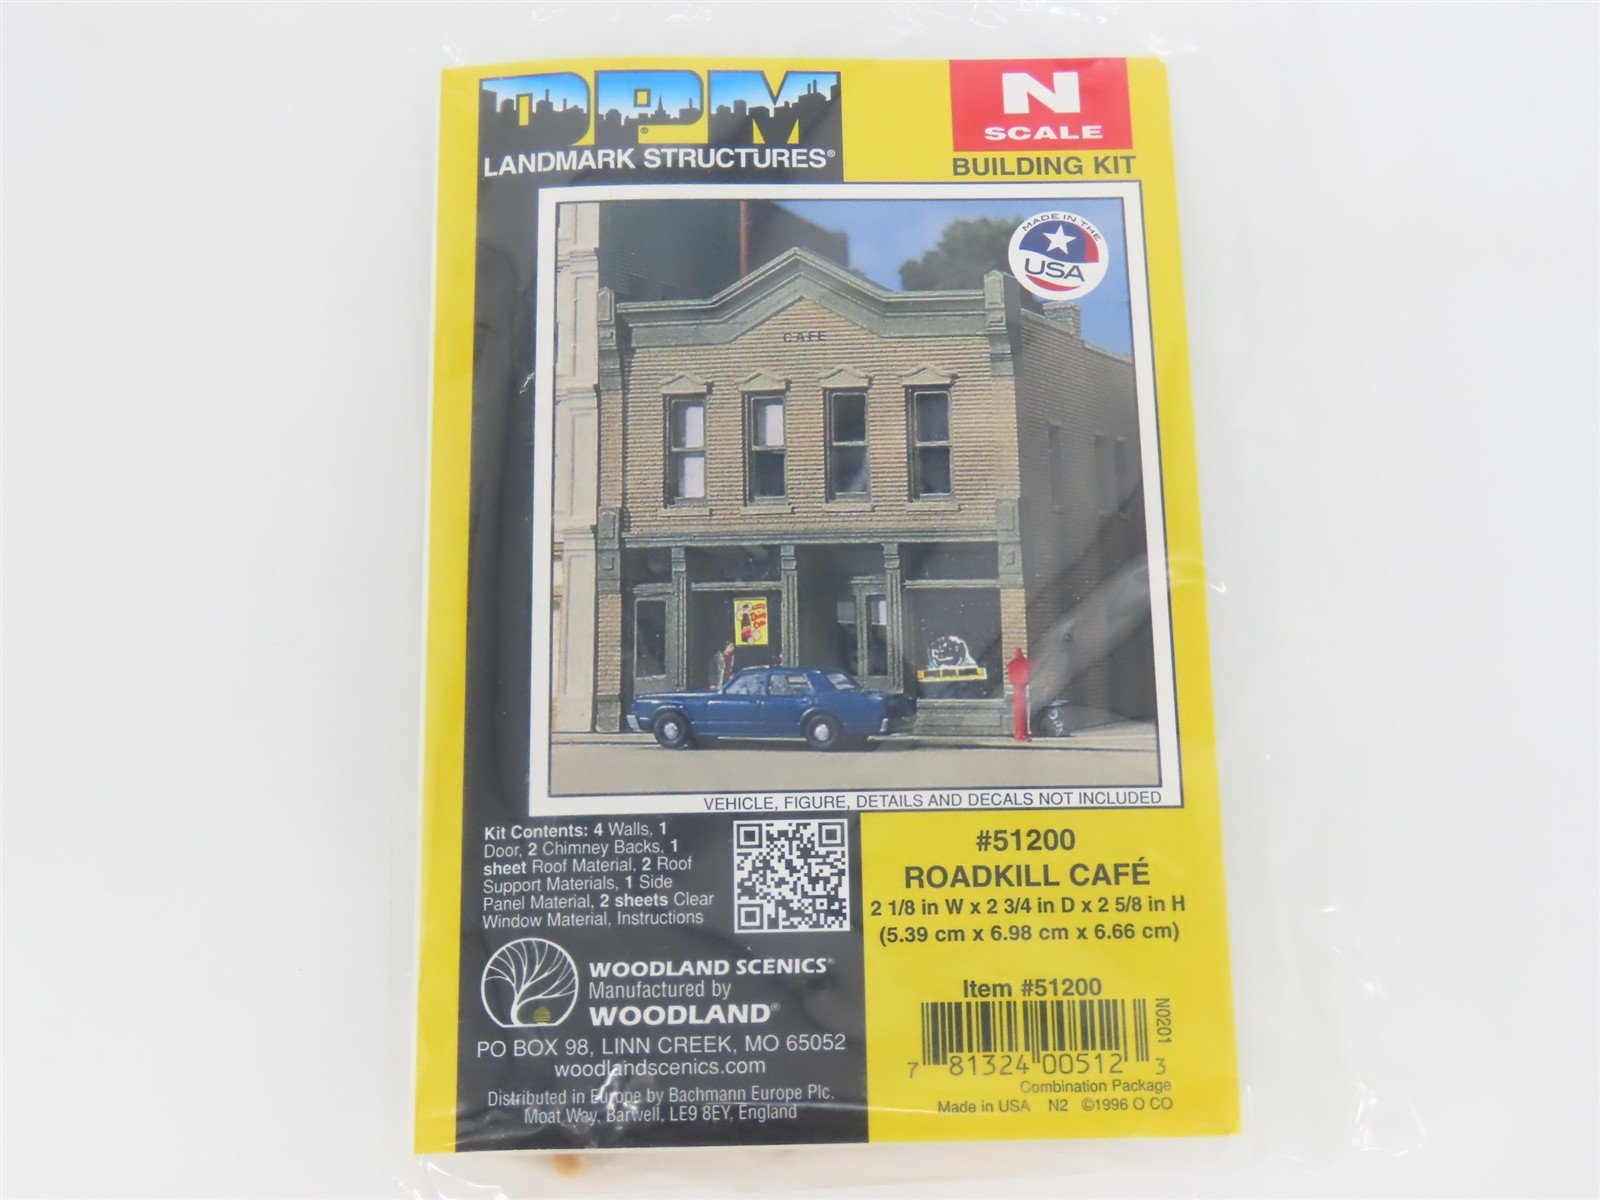 DPM®
LANDMARK STRUCTURES®
N
SCALE
BUILDING KIT
MADE IN THE
USA
CAFE
VEHICLE, FIGURE, DETAILS AND DECALS NOT INCLUDED
Kit Contents: 4 Walls, 1
Door, 2 Chimney Backs, 1
sheet Roof Material, 2 Roof
Support Materials, 1 Side
Panel Material, 2 sheets Clear
Window Material, Instructions
WOODLAND SCENICS®
Manufactured by
WOODLAND®
PO BOX 98, LINN CREEK, MO 65052
woodlandscenics.com
Distributed in Europe by Bachmann Europe Plc.
Moat Way, Barwell, LE9 8EY, England
#51200
ROADKILL CAFÉ
2 1/8 in W x 2 3/4 in D x 2 5/8 in H
(5.39 cm x 6.98 cm x 6.66 cm)
Item #51200
N0201
7 81324 00512 3
Combination Package
Made in USA N2 ©1996 O CO